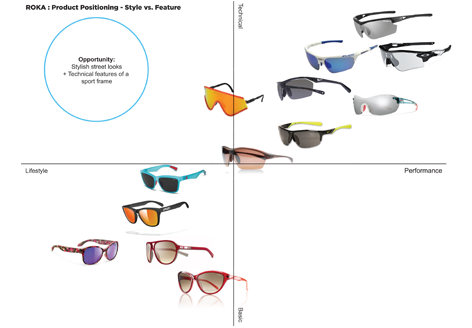 ROKA : Product Positioning - Style vs. Feature
Technical
Opportunity:
Stylish street looks
+ Technical features of a
sport frame
Lifestyle
Performance
Basic